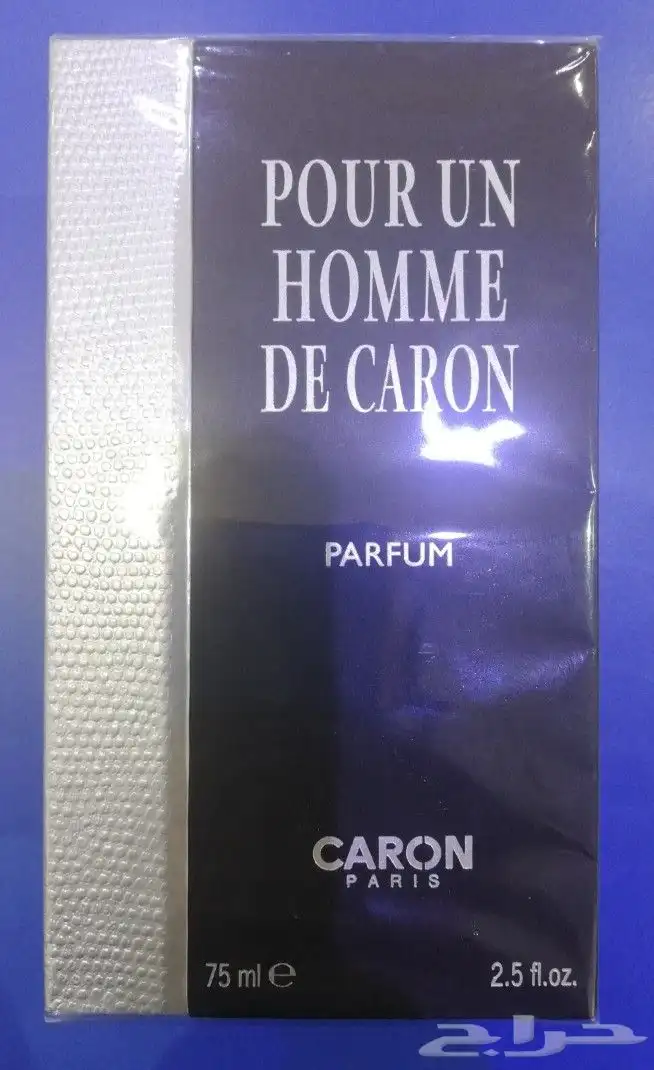 POUR UN
HOMME
DE CARON
PARFUM
CARON
PARIS
75 ml ℮ 2.5 fl.oz.
حراج